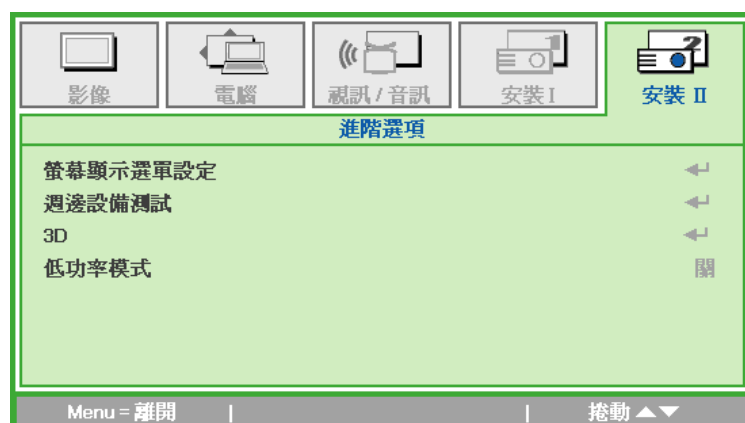 影像
電腦
視訊 / 音訊
安裝 I
安裝 II
進階選項
螢幕顯示選單設定
週邊設備測試
3D
低功率模式 關
Menu = 離開 | | 捲動 ▲▼